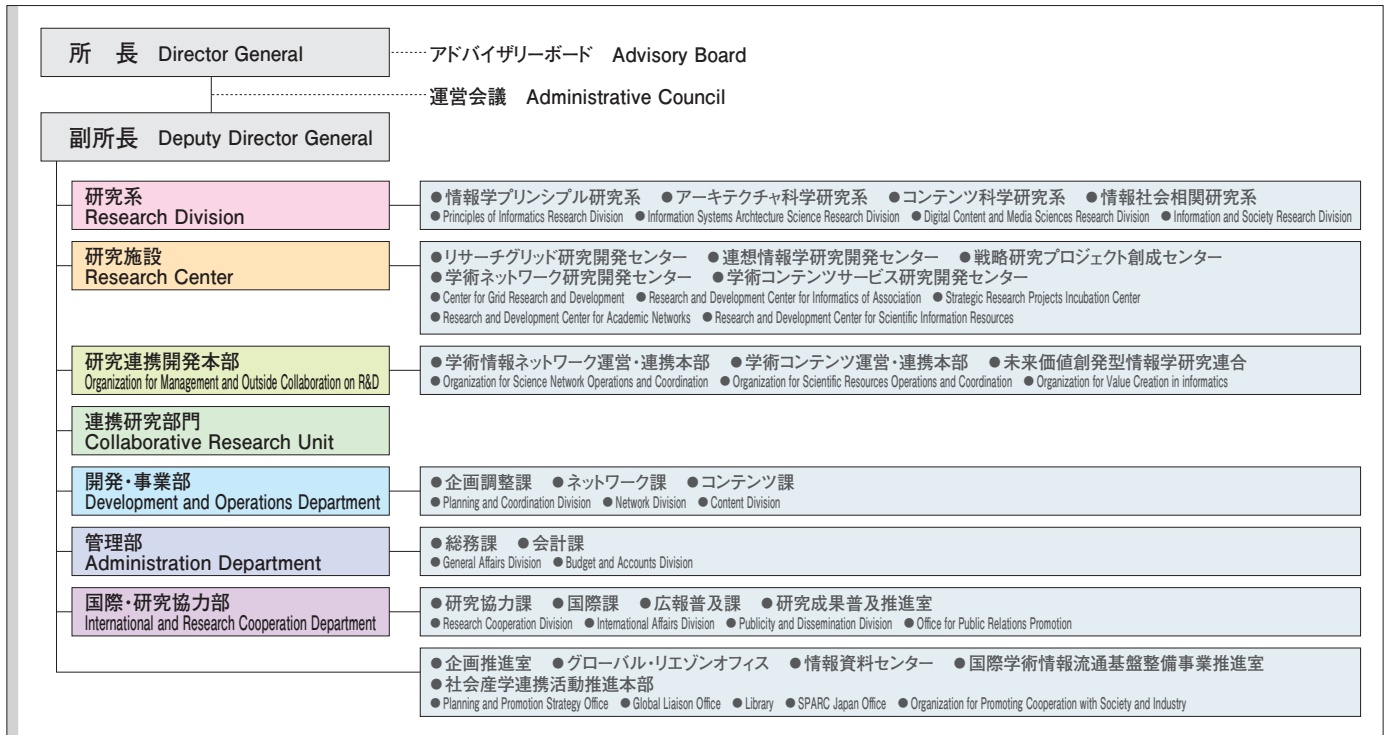 所 長 Director General
アドバイザリーボード Advisory Board
運営会議 Administrative Council
副所長 Deputy Director General
研究系
Research Division
●情報学プリンシプル研究系 ●アーキテクチャ科学研究系 ●コンテンツ科学研究系 ●情報社会相関研究系
●Principles of Informatics Research Division ●Information Systems Archtecture Science Research Division ●Digital Content and Media Sciences Research Division ●Information and Society Research Division
研究施設
Research Center
●リサーチグリッド研究開発センター ●連想情報学研究開発センター ●戦略研究プロジェクト創成センター
●学術ネットワーク研究開発センター ●学術コンテンツサービス研究開発センター
●Center for Grid Research and Development ●Research and Development Center for Informatics of Association ●Strategic Research Projects Incubation Center
●Research and Development Center for Academic Networks ●Research and Development Center for Scientific Information Resources
研究連携開発本部
Organization for Management and Outside Collaboration on R&D
●学術情報ネットワーク運営・連携本部 ●学術コンテンツ運営・連携本部 ●未来価値創発型情報学研究連合
●Organization for Science Network Operations and Coordination ●Organization for Scientific Resources Operations and Coordination ●Organization for Value Creation in informatics
連携研究部門
Collaborative Research Unit
開発・事業部
Development and Operations Department
●企画調整課 ●ネットワーク課 ●コンテンツ課
●Planning and Coordination Division ●Network Division ●Content Division
管理部
Administration Department
●総務課 ●会計課
●General Affairs Division ●Budget and Accounts Division
国際・研究協力部
International and Research Cooperation Department
●研究協力課 ●国際課 ●広報普及課 ●研究成果普及推進室
●Research Cooperation Division ●International Affairs Division ●Publicity and Dissemination Division ●Office for Public Relations Promotion
●企画推進室 ●グローバル・リエゾンオフィス ●情報資料センター ●国際学術情報流通基盤整備事業推進室
●社会産学連携活動推進本部
●Planning and Promotion Strategy Office ●Global Liaison Office ●Library ●SPARC Japan Office ●Organization for Promoting Cooperation with Society and Industry